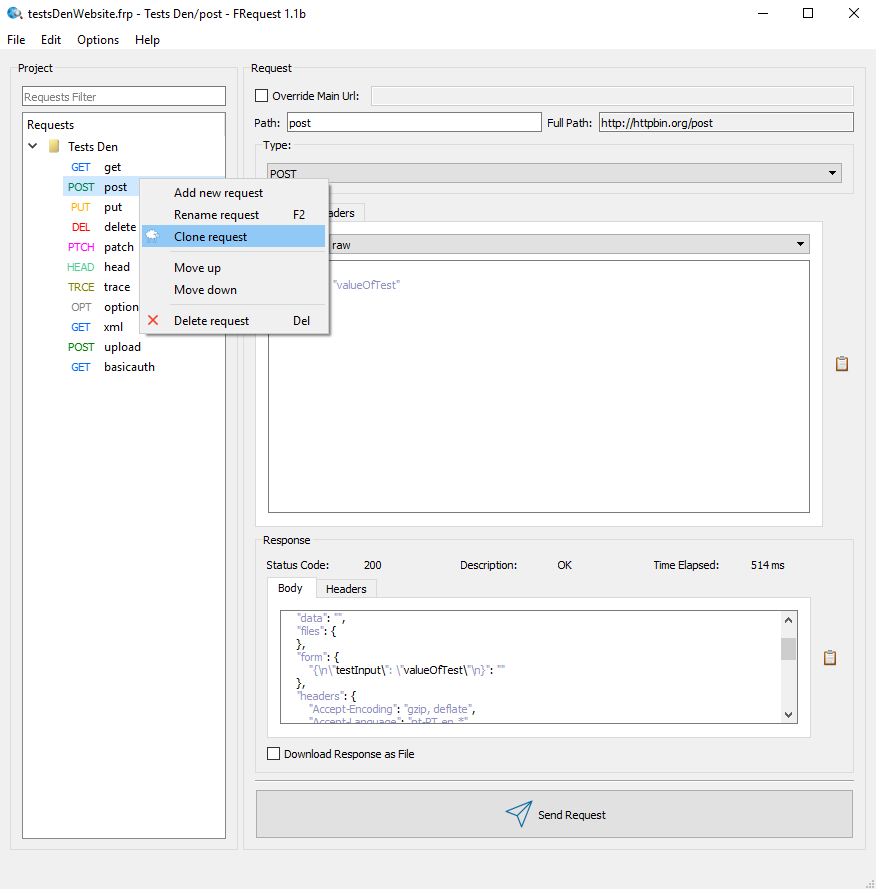 testsDenWebsite.frp - Tests Den/post - FRequest 1.1b
File Edit Options Help
Project
Requests Filter
Requests
Tests Den
GET get
POST post
PUT put
DEL delete
PTCH patch
HEAD head
TRCE trace
OPT option
GET xml
POST upload
GET basicauth
Add new request
Rename request F2
Clone request
Move up
Move down
Delete request Del
Request
Override Main Url:
Path: post Full Path: http://httpbin.org/post
Type:
POST
aders
raw
"valueOfTest"
Response
Status Code: 200 Description: OK Time Elapsed: 514 ms
Body Headers
"data": "",
"files": {
},
"form": {
"{\n\"testInput\": \"valueOfTest\"\n}": ""
},
"headers": {
"Accept-Encoding": "gzip, deflate",
"Accept-Language": "pt-PT,en,*"
Download Response as File
Send Request